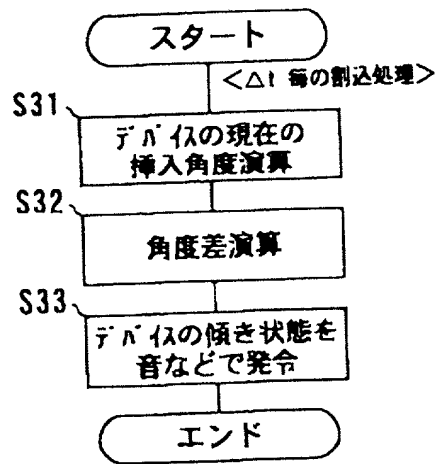 スタート
<△t 毎の割込処理>
S31
デバイスの現在の
挿入角度演算
S32
角度差演算
S33
デバイスの傾き状態を
音などで発令
エンド